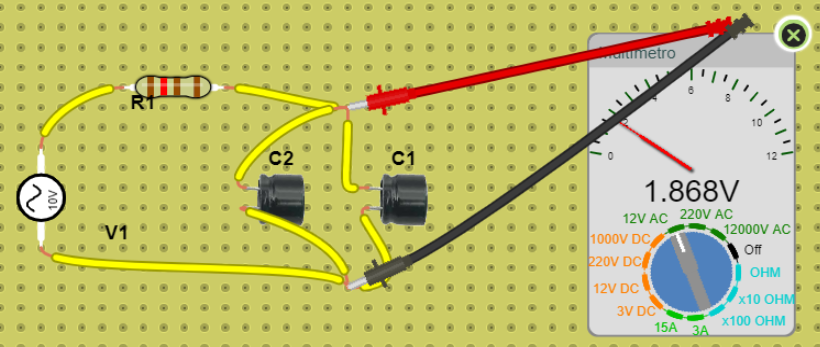 Multimetro
R1
C2
C1
V1
10V
0
2
4
6
8
10
12
1.868V
12V AC
220V AC
12000V AC
1000V DC
Off
220V DC
OHM
12V DC
x10 OHM
3V DC
x100 OHM
15A
3A